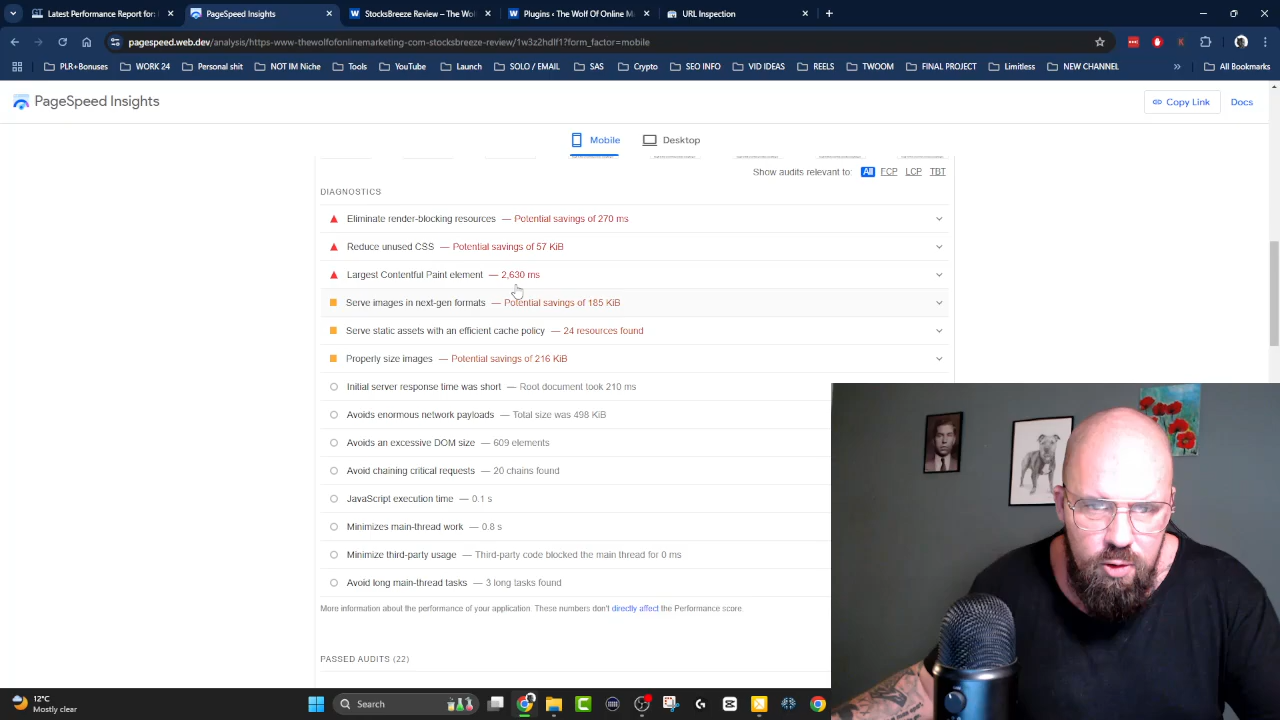 Latest Performance Report for:
PageSpeed Insights
StocksBreeze Review – The Wol
Plugins ‹ The Wolf Of Online M
URL Inspection
pagespeed.web.dev/analysis/https-www-thewolfofonlinemarketing-com-stocksbreeze-review/1w3z2hdlf1?form_factor=mobile
PLR+Bonuses
WORK 24
Personal shit
NOT IM Niche
Tools
YouTube
Launch
SOLO / EMAIL
SAS
Crypto
SEO INFO
VID IDEAS
REELS
TWOOM
FINAL PROJECT
Limitless
NEW CHANNEL
All Bookmarks
PageSpeed Insights
Copy Link
Docs
Mobile
Desktop
Show audits relevant to: All FCP LCP TBT
DIAGNOSTICS
Eliminate render-blocking resources — Potential savings of 270 ms
Reduce unused CSS — Potential savings of 57 KiB
Largest Contentful Paint element — 2,630 ms
Serve images in next-gen formats — Potential savings of 185 KiB
Serve static assets with an efficient cache policy — 24 resources found
Properly size images — Potential savings of 216 KiB
Initial server response time was short — Root document took 210 ms
Avoids enormous network payloads — Total size was 498 KiB
Avoids an excessive DOM size — 609 elements
Avoid chaining critical requests — 20 chains found
JavaScript execution time — 0.1 s
Minimizes main-thread work — 0.8 s
Minimize third-party usage — Third-party code blocked the main thread for 0 ms
Avoid long main-thread tasks — 3 long tasks found
More information about the performance of your application. These numbers don't directly affect the Performance score.
PASSED AUDITS (22)
12°C
Mostly clear
Search